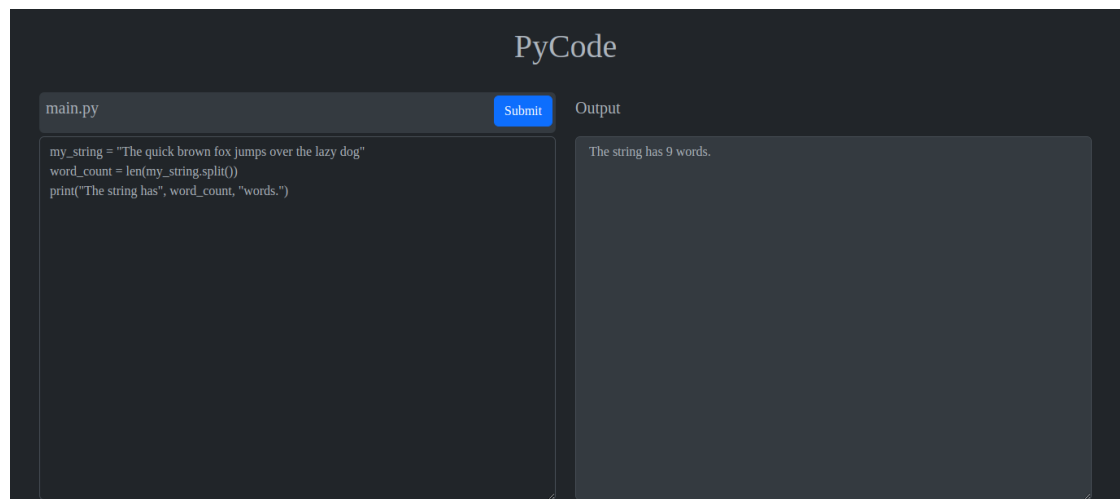 PyCode
main.py
Submit
my_string = "The quick brown fox jumps over the lazy dog"
word_count = len(my_string.split())
print("The string has", word_count, "words.")
Output
The string has 9 words.